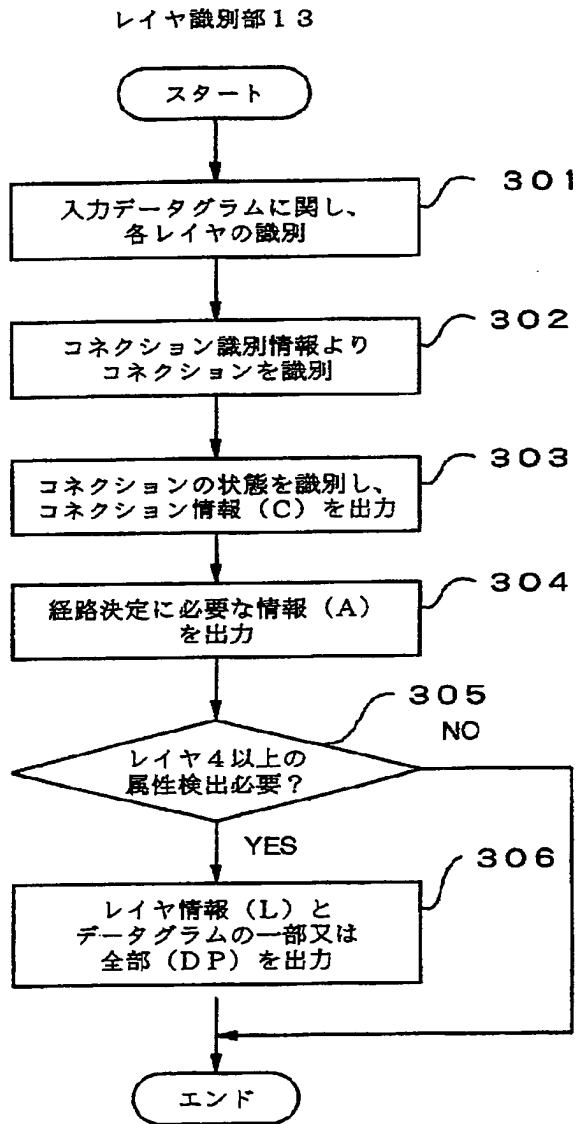 レイヤ識別部13
スタート
301
入力データグラムに関し、
各レイヤの識別
302
コネクション識別情報より
コネクションを識別
303
コネクションの状態を識別し、
コネクション情報(C)を出力
304
経路決定に必要な情報(A)
を出力
305
NO
レイヤ4以上の
属性検出必要?
YES
306
レイヤ情報(L)と
データグラムの一部又は
全部(DP)を出力
エンド